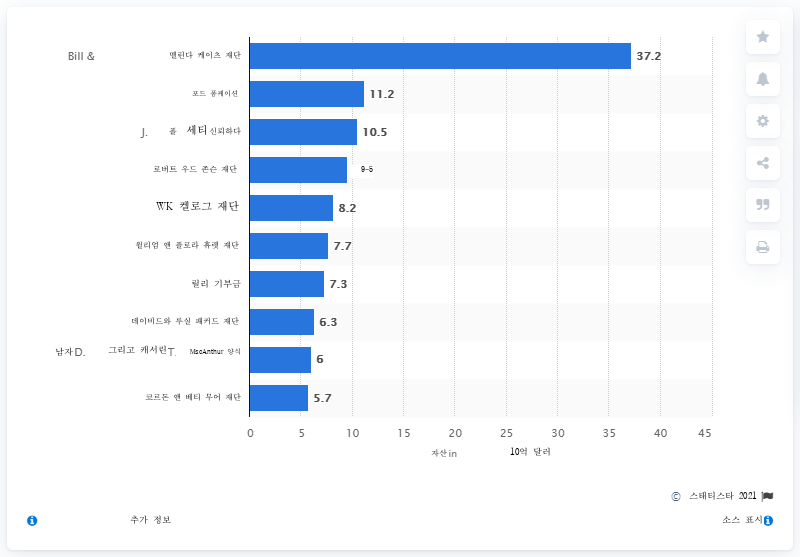 Bill & 맨린다 케이츠 재단 37.2
포드 풍케이션 11.2
J. 폴 세티 신뢰하다 10.5
로버트 우드 존슨 재단 9-5
WK 켈로그 재단 8.2
윌리엄 앤 플로라 휴렛 재단 7.7
릴리 기부금 7.3
데이비드와 루실 패커드 재단 6.3
남자 D. 그리고 캐서린 T. MacArthur 양식 6
고르돈 앤 베티 무어 재단 5.7
0 5 10 15 20 25 30 35 40 45
자산 in 10억 달러
© 스태티스타 2021
추가 정보 소스 표시